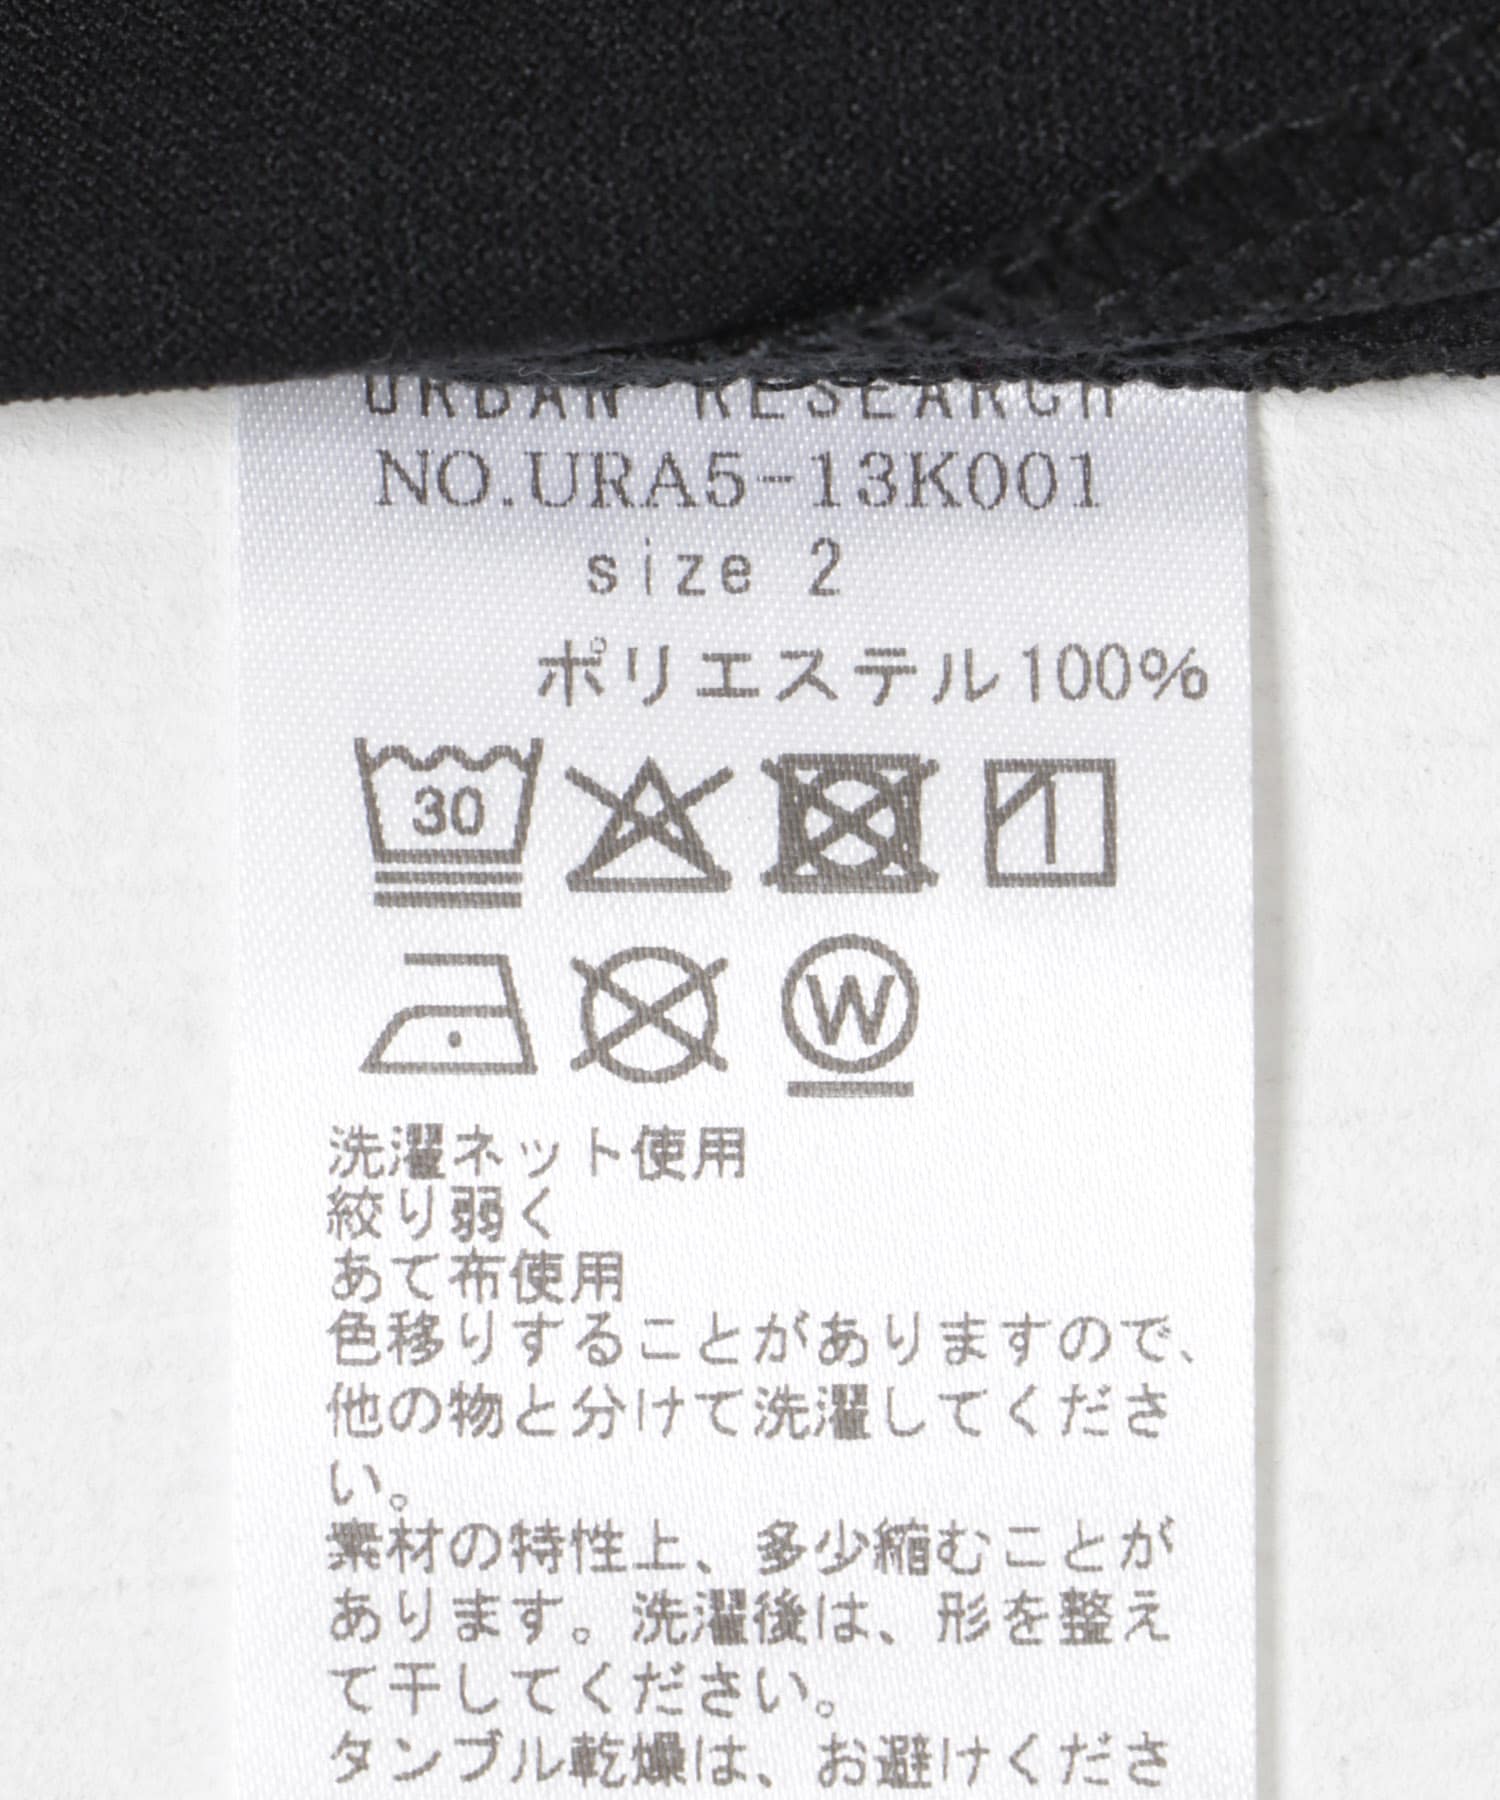 URBAN RESEARCH
NO.URA5-13K001
size 2
ポリエステル100%
30
W
洗濯ネット使用
絞り弱く
あて布使用
色移りすることがありますので、
他の物と分けて洗濯してくださ
い。
素材の特性上、多少縮むことが
あります。洗濯後は、形を整え
て干してください。
タンブル乾燥は、お避けくださ